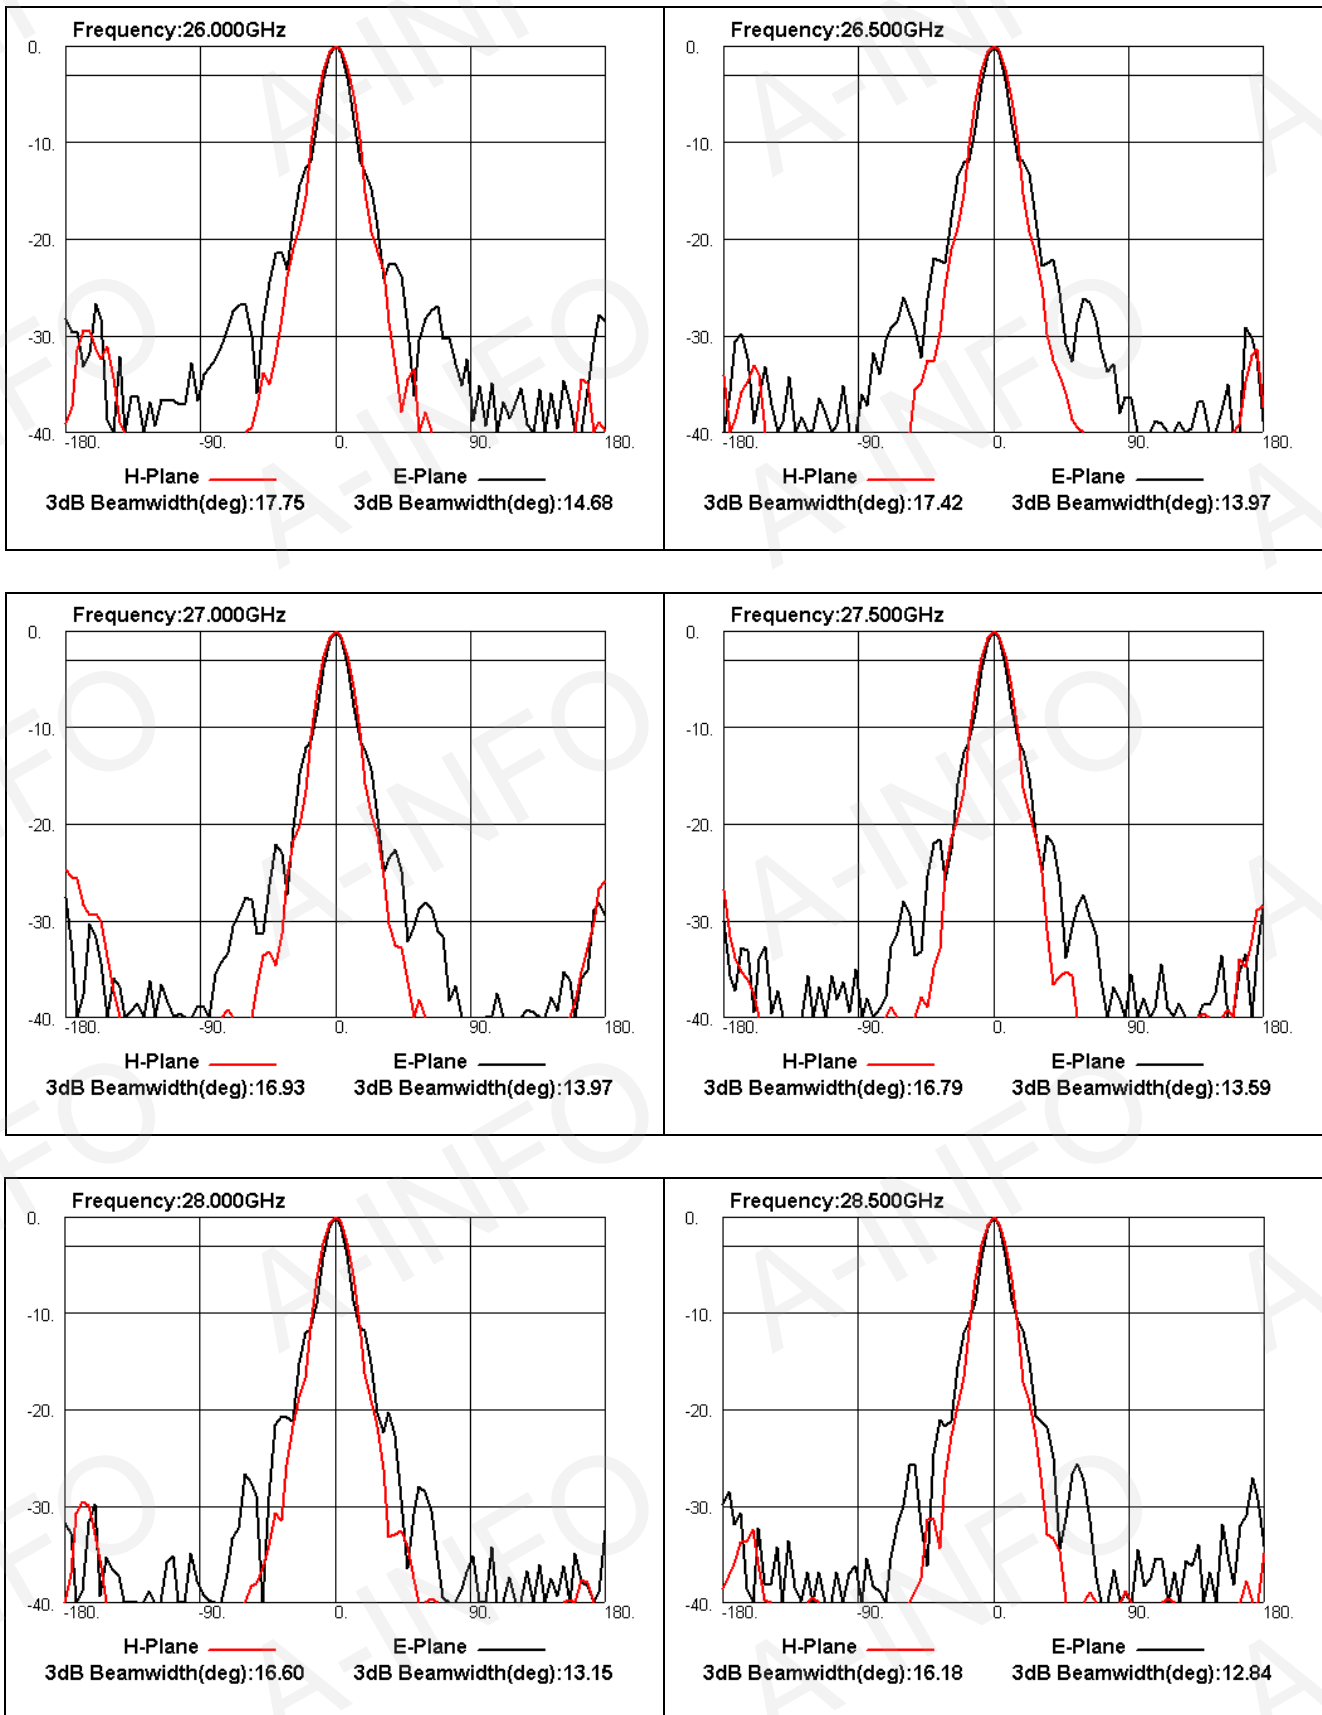 Frequency:26.000GHz
0.
-10.
-20.
-30.
-40.
-180.
-90.
0.
90.
180.
H-Plane
E-Plane
3dB Beamwidth(deg):17.75
3dB Beamwidth(deg):14.68
Frequency:26.500GHz
0.
-10.
-20.
-30.
-40.
-180.
-90.
0.
90.
180.
H-Plane
E-Plane
3dB Beamwidth(deg):17.42
3dB Beamwidth(deg):13.97
Frequency:27.000GHz
0.
-10.
-20.
-30.
-40.
-180.
-90.
0.
90.
180.
H-Plane
E-Plane
3dB Beamwidth(deg):16.93
3dB Beamwidth(deg):13.97
Frequency:27.500GHz
0.
-10.
-20.
-30.
-40.
-180.
-90.
0.
90.
180.
H-Plane
E-Plane
3dB Beamwidth(deg):16.79
3dB Beamwidth(deg):13.59
Frequency:28.000GHz
0.
-10.
-20.
-30.
-40.
-180.
-90.
0.
90.
180.
H-Plane
E-Plane
3dB Beamwidth(deg):16.60
3dB Beamwidth(deg):13.15
Frequency:28.500GHz
0.
-10.
-20.
-30.
-40.
-180.
-90.
0.
90.
180.
H-Plane
E-Plane
3dB Beamwidth(deg):16.18
3dB Beamwidth(deg):12.84
A-INFO
A-INFO
A-INFO
A-INFO
A-INFO
A-INFO